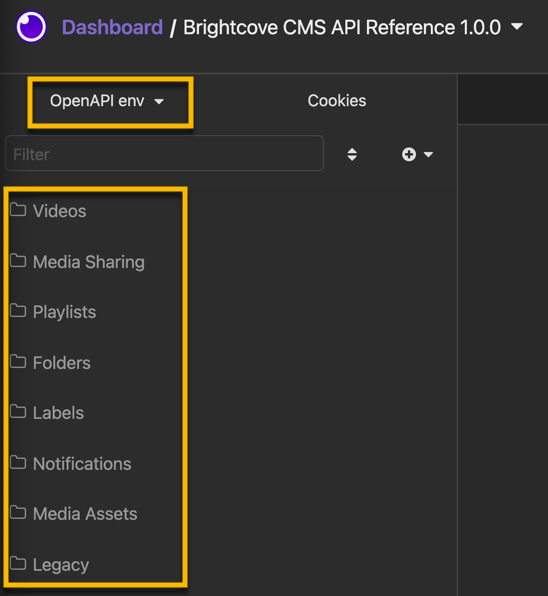 Dashboard / Brightcove CMS API Reference 1.0.0
OpenAPI env
Cookies
Filter
Videos
Media Sharing
Playlists
Folders
Labels
Notifications
Media Assets
Legacy